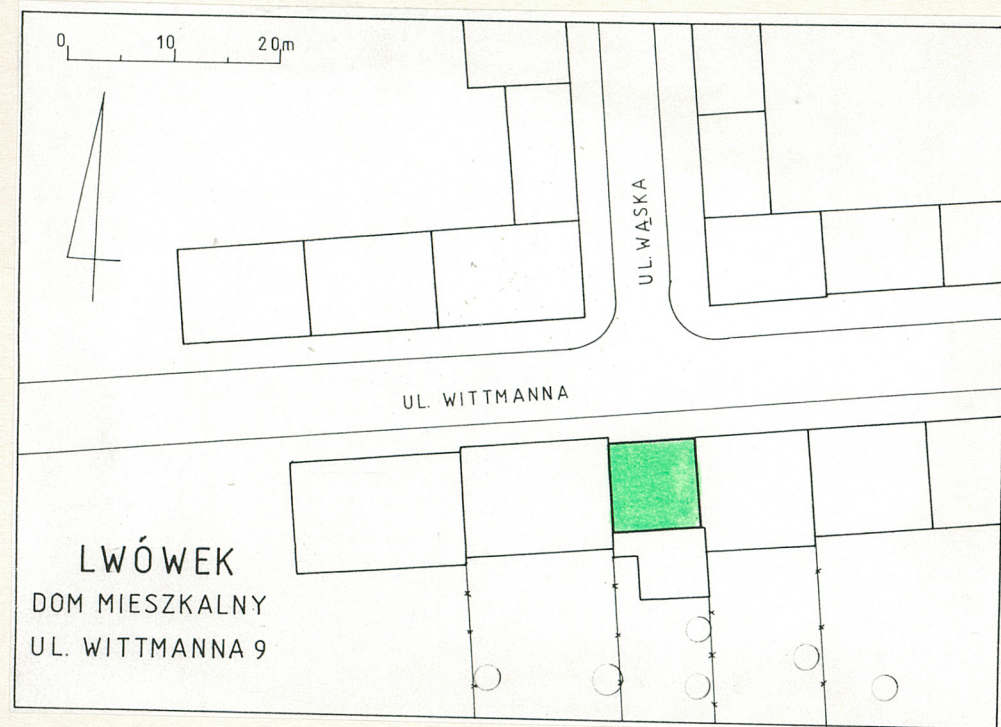 0 10 20m
UL. WĄSKA
UL. WITTMANNA
LWÓWEK
DOM MIESZKALNY
UL. WITTMANNA 9